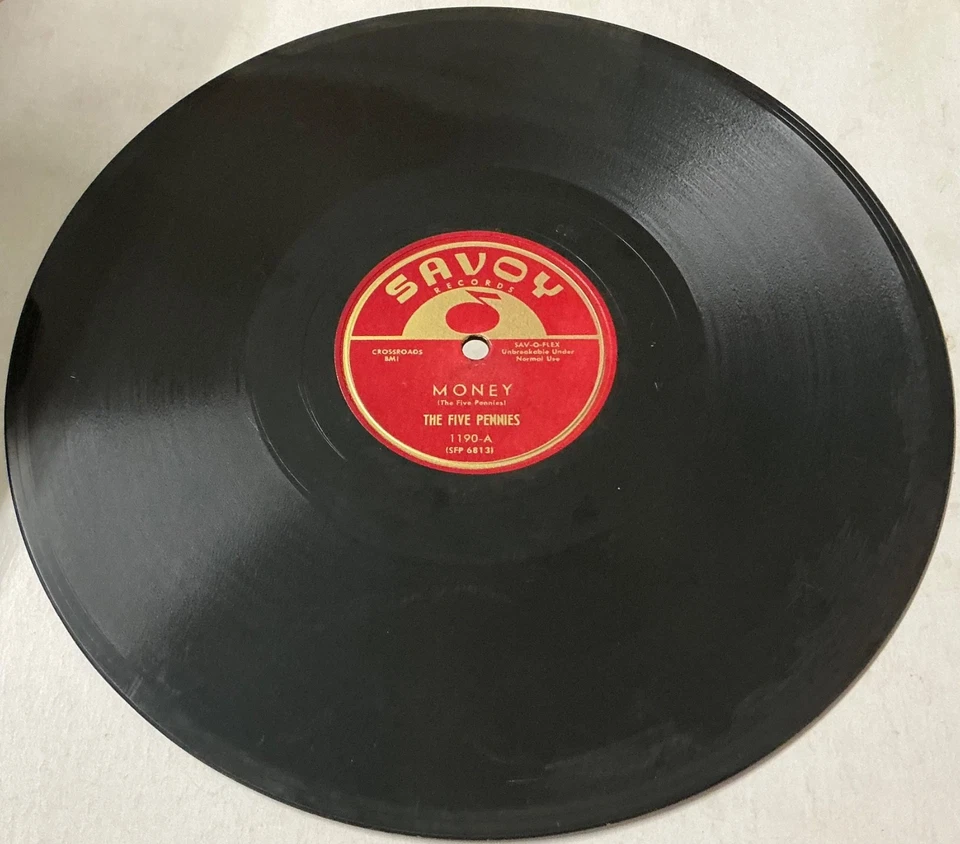 SAVOY
RECORDS
CROSSROADS
BMI
SAV-O-FLEX
Unbreakable Under
Normal Use
MONEY
(The Five Pennies)
THE FIVE PENNIES
1190-A
(SFP 6813)